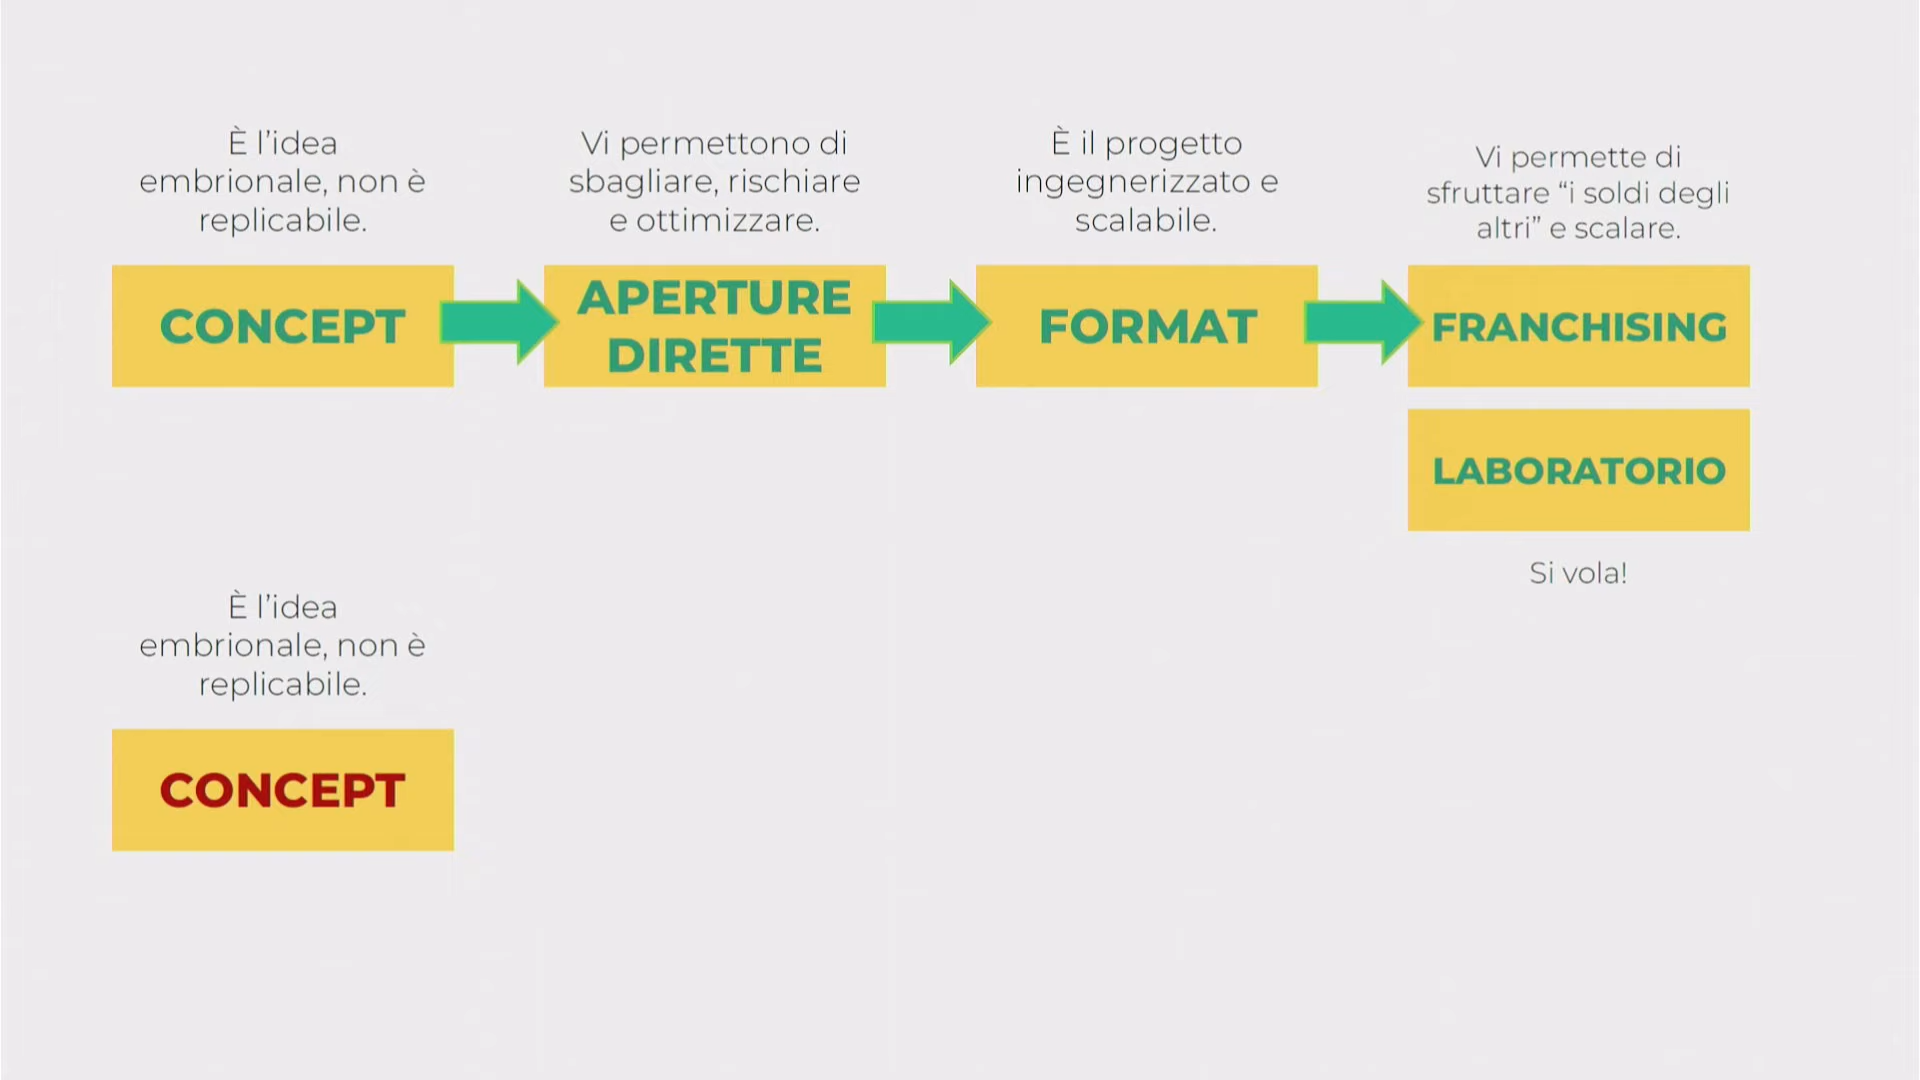 È l’idea
embrionale, non è
replicabile.
CONCEPT
Vi permettono di
sbagliare, rischiare
e ottimizzare.
APERTURE
DIRETTE
È il progetto
ingegnerizzato e
scalabile.
FORMAT
Vi permette di
sfruttare “i soldi degli
altri” e scalare.
FRANCHISING
LABORATORIO
Si vola!
È l’idea
embrionale, non è
replicabile.
CONCEPT